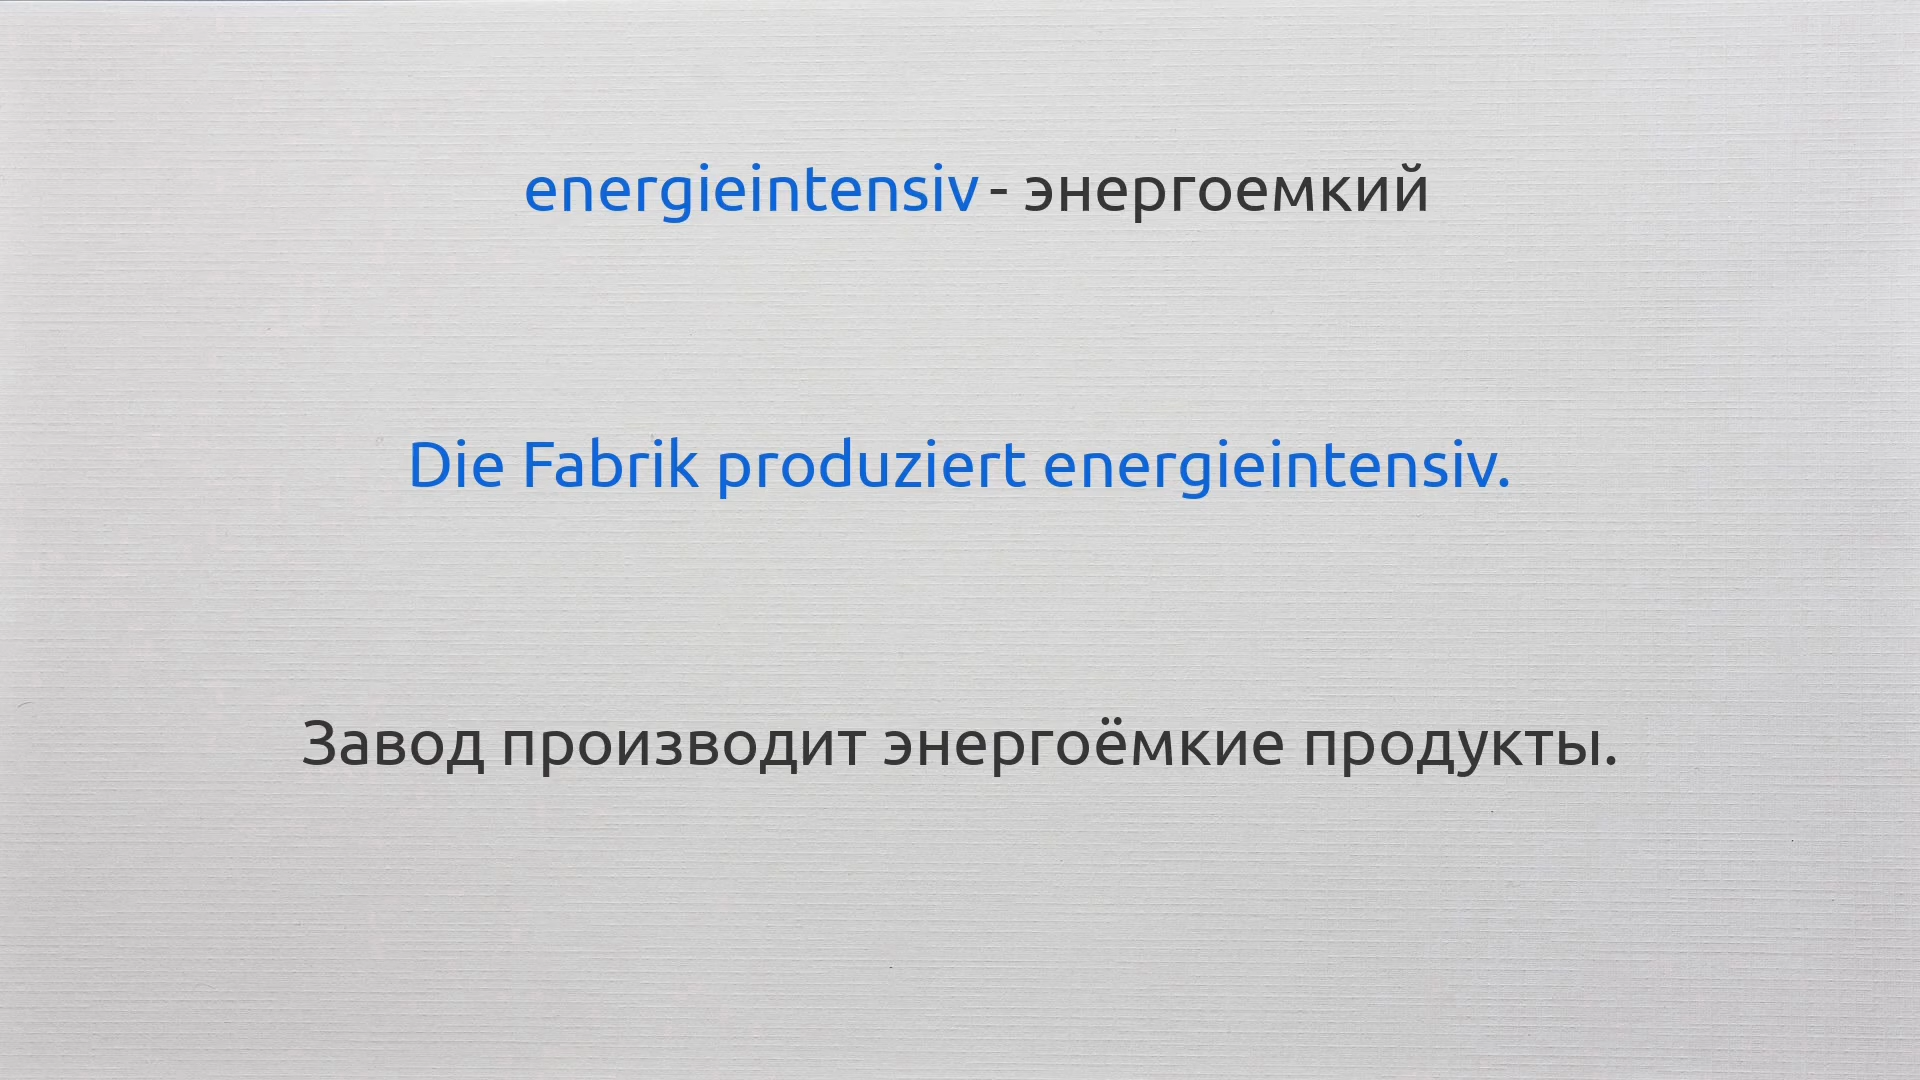 energieintensiv - энергоемкий
Die Fabrik produziert energieintensiv.
Завод производит энергоёмкие продукты.